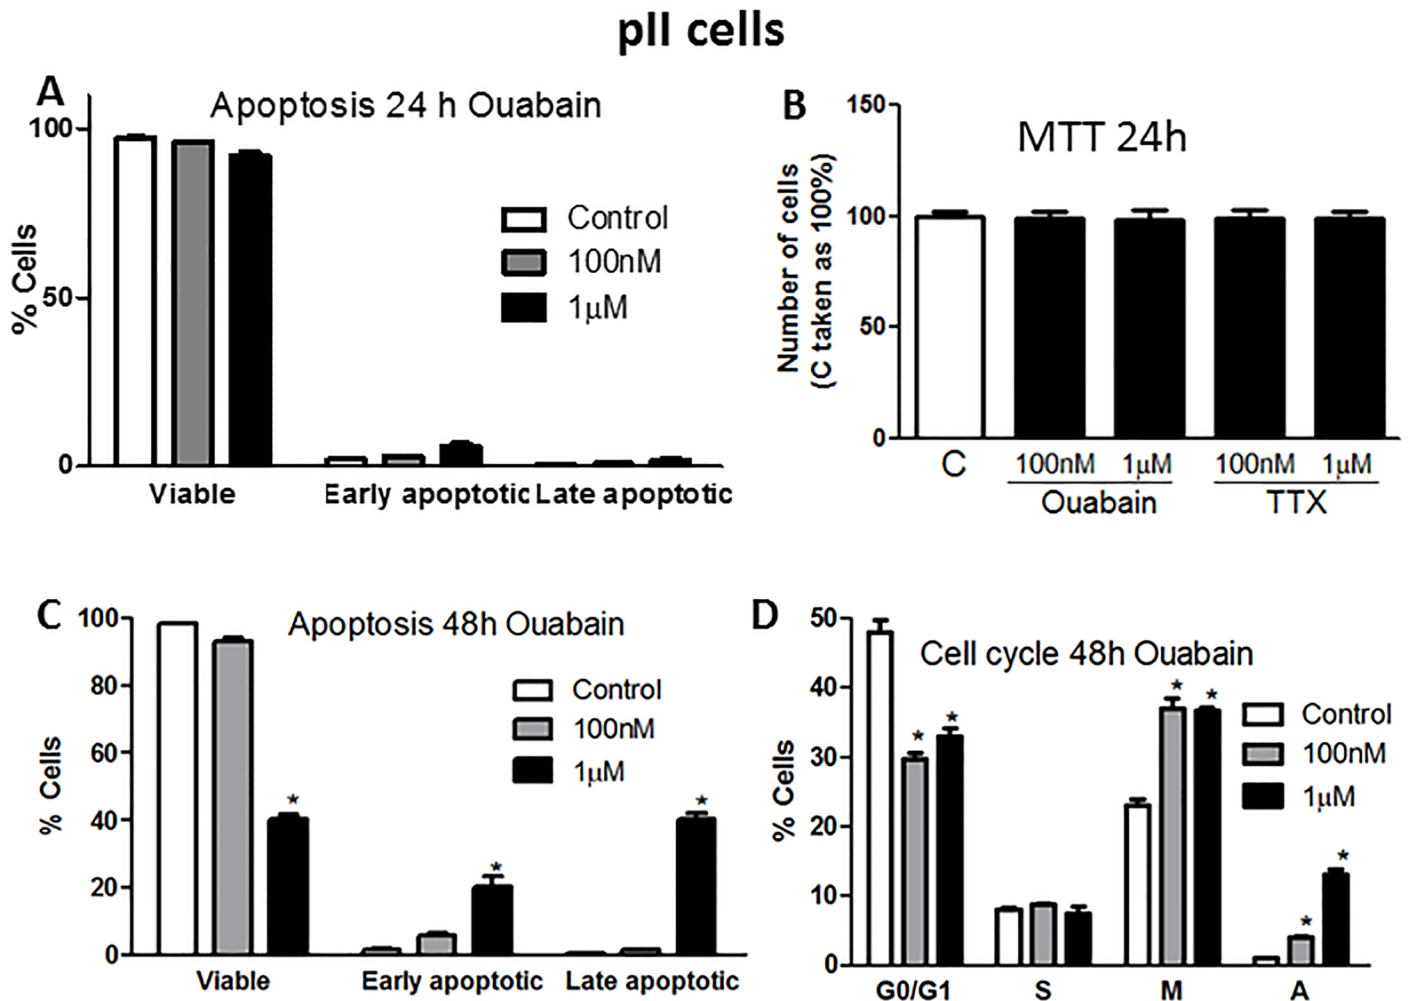 pII cells
A
Apoptosis 24 h Ouabain
100
50
0
% Cells
Control
100nM
1µM
Viable Early apoptotic Late apoptotic
B
MTT 24h
150
100
50
0
Number of cells
(C taken as 100%)
C 100nM 1µM 100nM 1µM
Ouabain TTX
C
Apoptosis 48h Ouabain
100
80
60
40
20
0
% Cells
Control
100nM
1µM
*
*
*
Viable Early apoptotic Late apoptotic
D
Cell cycle 48h Ouabain
50
40
30
20
10
0
% Cells
Control
100nM
1µM
* *
* *
* *
G0/G1 S M A